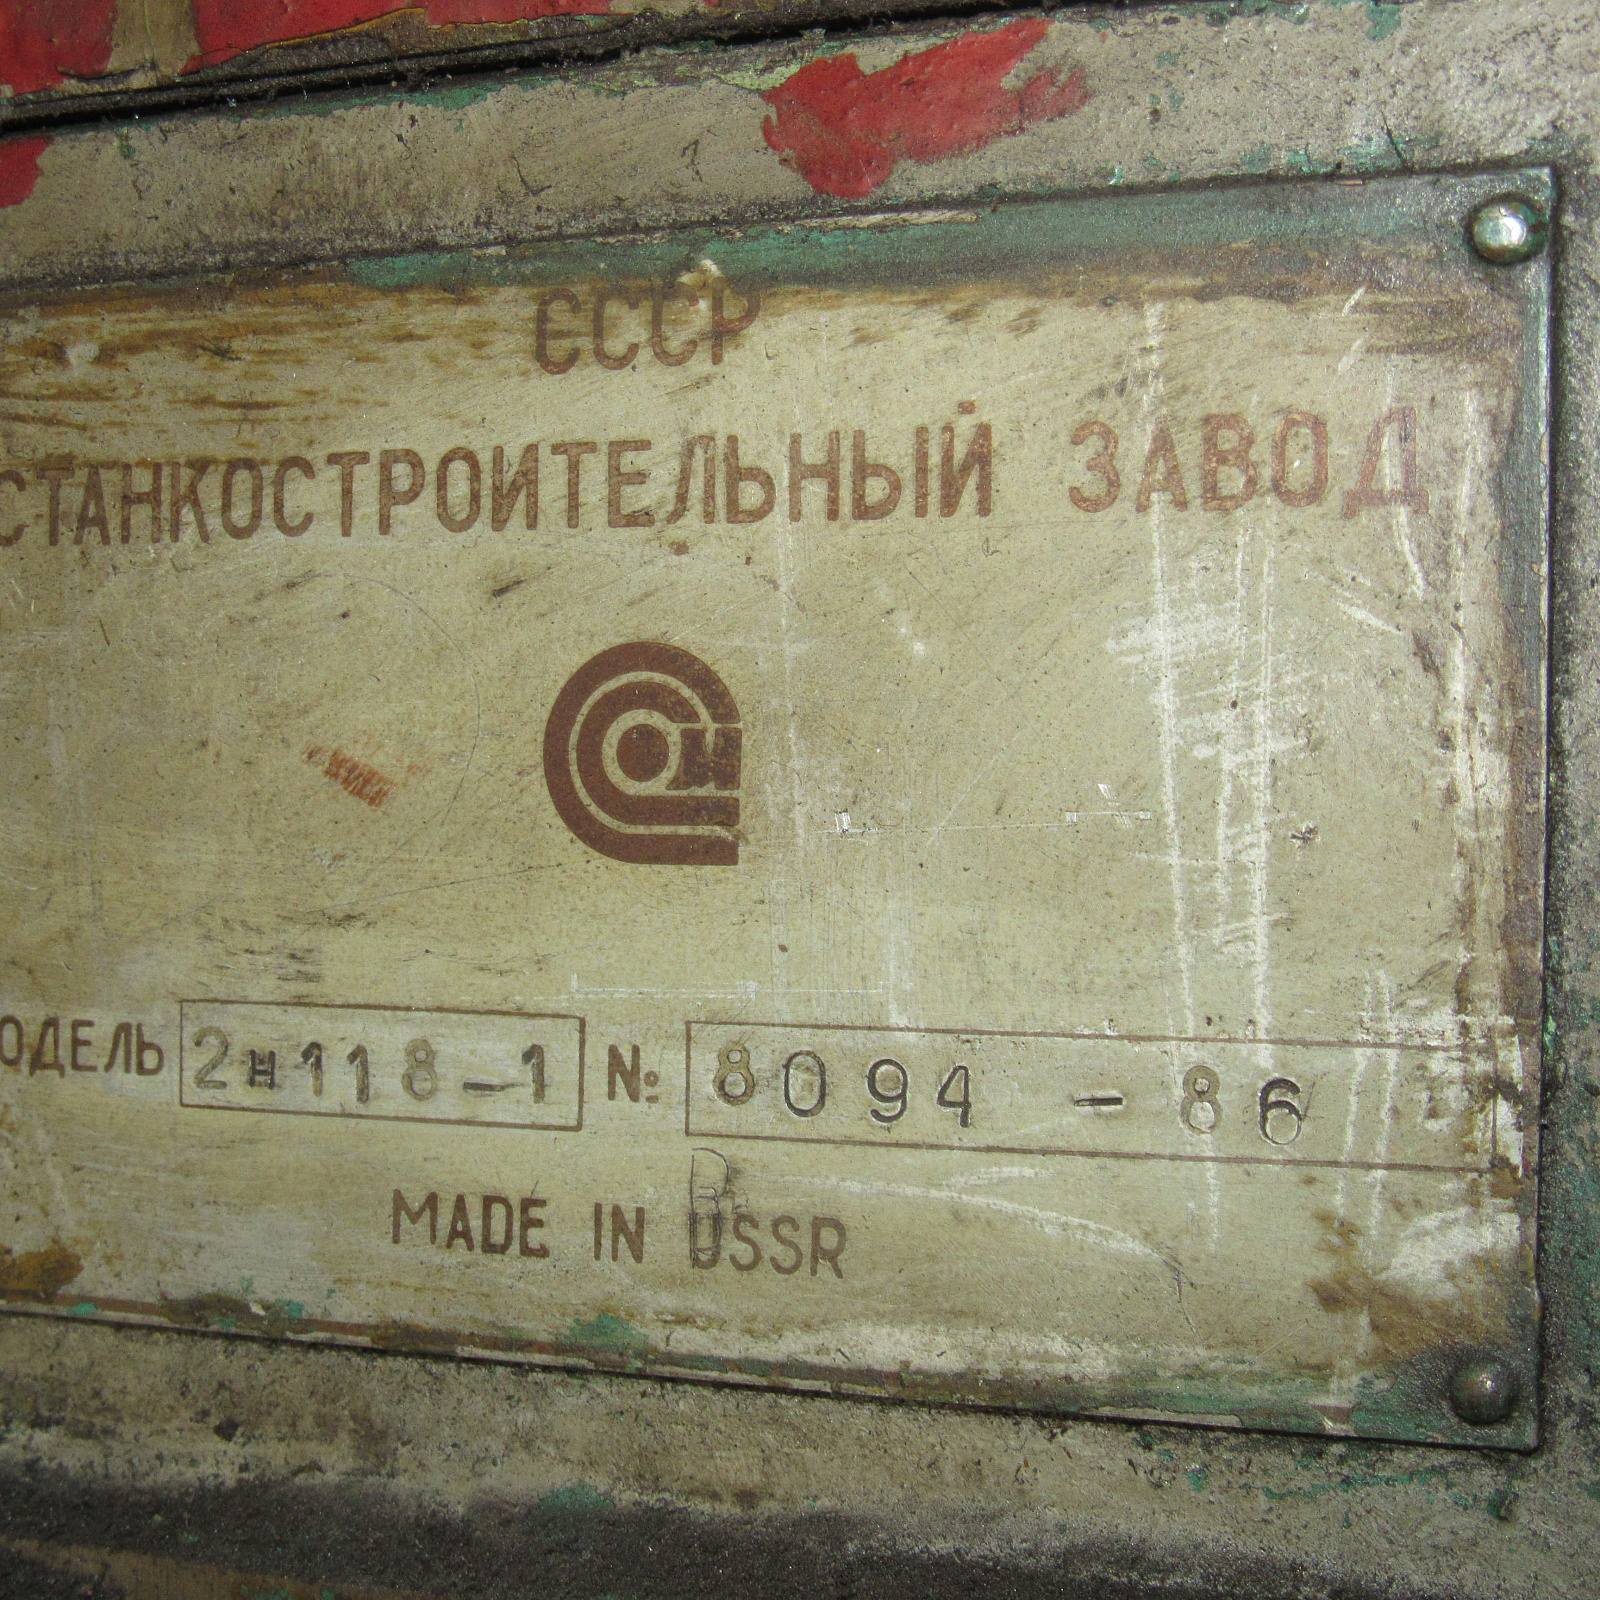 СССР
СТАНКОСТРОИТЕЛЬНЫЙ ЗАВОД
ОДЕЛЬ 2н118-1 № 8094 - 86
MADE IN USSR